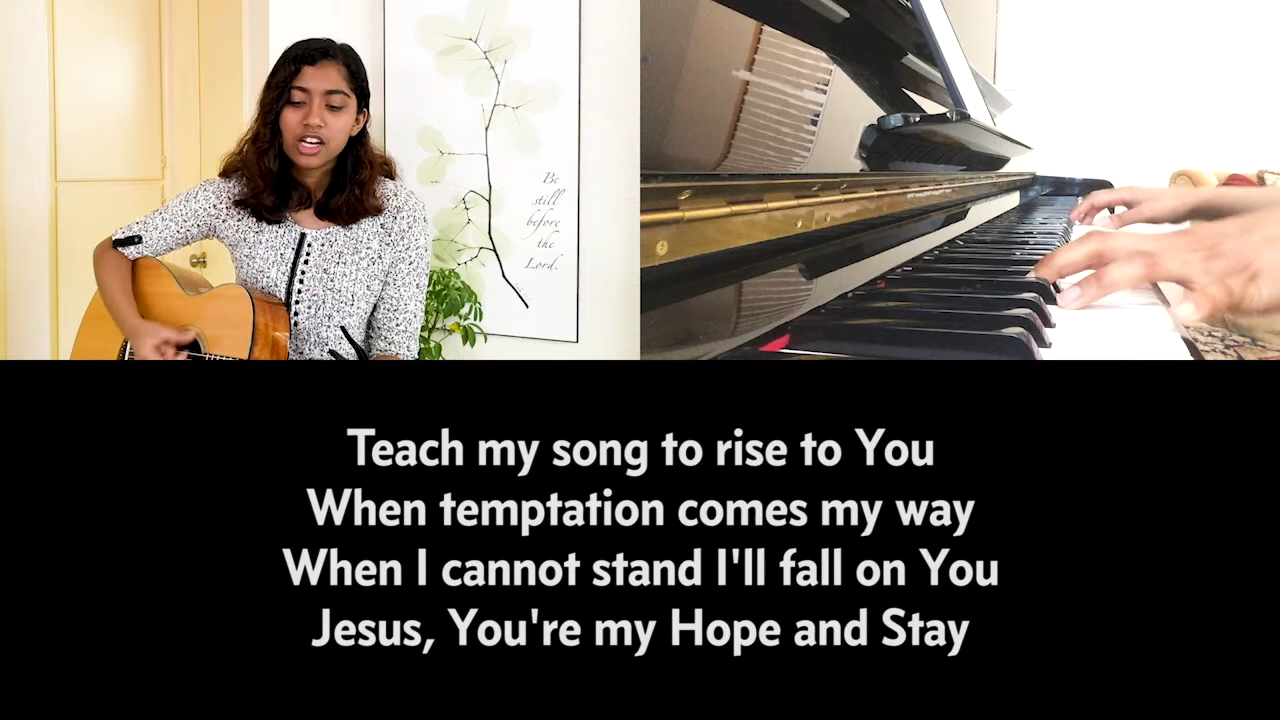 Be
still
before
the
Lord.
Teach my song to rise to You
When temptation comes my way
When I cannot stand I'll fall on You
Jesus, You're my Hope and Stay